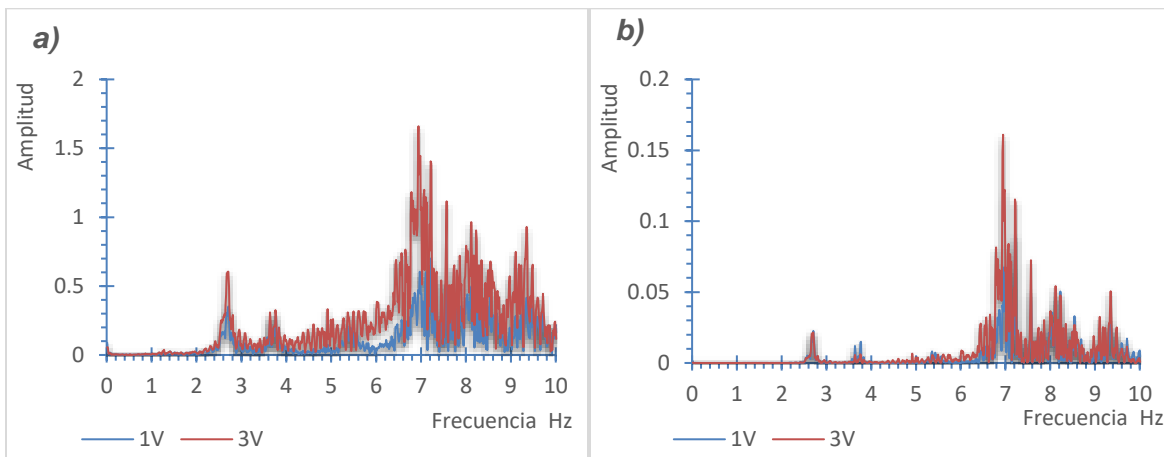 a)
Amplitud
2
1.5
1
0.5
0
0 1 2 3 4 5 6 7 8 9 10
Frecuencia Hz
1V 3V
b)
Amplitud
0.2
0.15
0.1
0.05
0
0 1 2 3 4 5 6 7 8 9 10
Frecuencia Hz
1V 3V